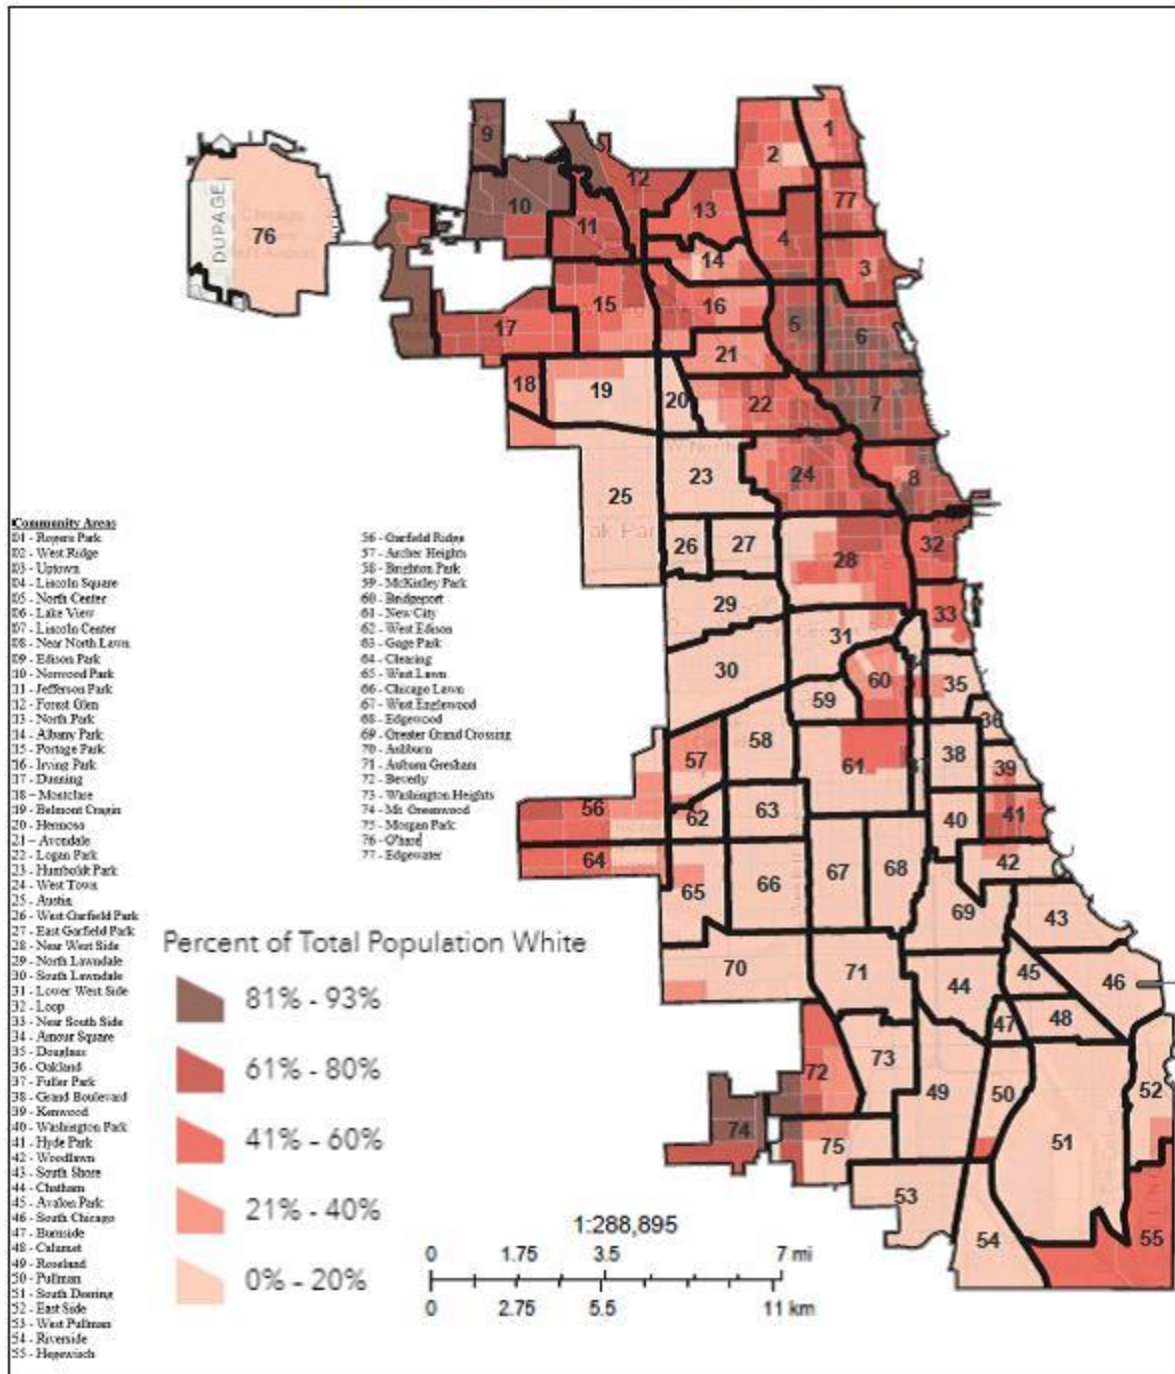 76
DUPAGE
9
10
12
11
13
14
15
16
17
18
19
20
21
22
1
2
77
4
3
5
6
7
8
23
24
25
26
27
28
32
29
33
31
30
60
35
59
36
57
58
61
38
39
56
62
63
40
41
64
42
65
66
67
68
69
43
70
71
44
45
46
47
48
72
73
49
50
52
74
75
51
53
54
55
Community Areas
01 - Rogers Park
02 - West Ridge
03 - Uptown
04 - Lincoln Square
05 - North Center
06 - Lake View
07 - Lincoln Center
08 - Near North Lawn
09 - Edison Park
10 - Norwood Park
11 - Jefferson Park
12 - Forest Glen
13 - North Park
14 - Albany Park
15 - Portage Park
16 - Irving Park
17 - Dunning
18 – Montclare
19 - Belmont Cragin
20 - Hermosa
21 – Avondale
22 - Logan Park
23 - Humboldt Park
24 - West Town
25 - Austin
26 - West Garfield Park
27 - East Garfield Park
28 - Near West Side
29 - North Lawndale
30 - South Lawndale
31 - Lower West Side
32 - Loop
33 - Near South Side
34 - Amour Square
35 - Douglass
36 - Oakland
37 - Fuller Park
38 - Grand Boulevard
39 - Kenwood
40 - Washington Park
41 - Hyde Park
42 - Woodlawn
43 - South Shore
44 - Chatham
45 - Avalon Park
46 - South Chicago
47 - Burnside
48 - Calumet
49 - Roseland
50 - Pullman
51 - South Deering
52 - East Side
53 - West Pullman
54 - Riverside
55 - Hegewisch
56 - Garfield Ridge
57 - Archer Heights
58 - Brighton Park
59 - McKinley Park
60 - Bridgeport
61 - New City
62 - West Edison
63 - Gage Park
64 - Clearing
65 - West Lawn
66 - Chicago Lawn
67 - West Englewood
68 - Edgewood
69 - Greater Grand Crossing
70 - Ashburn
71 - Auburn Gresham
72 - Beverly
73 - Washington Heights
74 - Mt. Greenwood
75 - Morgan Park
76 - O'hare
77 - Edgewater
Percent of Total Population White
81% - 93%
61% - 80%
41% - 60%
21% - 40%
0% - 20%
1:288,895
0 1.75 3.5 7 mi
0 2.75 5.5 11 km